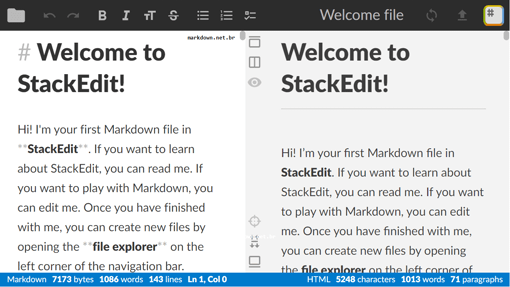 Welcome file
#
markdown.net.br
# Welcome to
StackEdit!
Hi! I'm your first Markdown file in
**StackEdit**. If you want to learn
about StackEdit, you can read me. If
you want to play with Markdown, you
can edit me. Once you have finished
with me, you can create new files by
opening the **file explorer** on the
left corner of the navigation bar.
Welcome to
StackEdit!
Hi! I'm your first Markdown file in
StackEdit. If you want to learn about
StackEdit, you can read me. If you want
to play with Markdown, you can edit
me. Once you have finished with me,
you can create new files by opening
the file explorer on the left corner of
Markdown 7173 bytes 1086 words 143 lines Ln 1, Col 0
HTML 5248 characters 1013 words 71 paragraphs